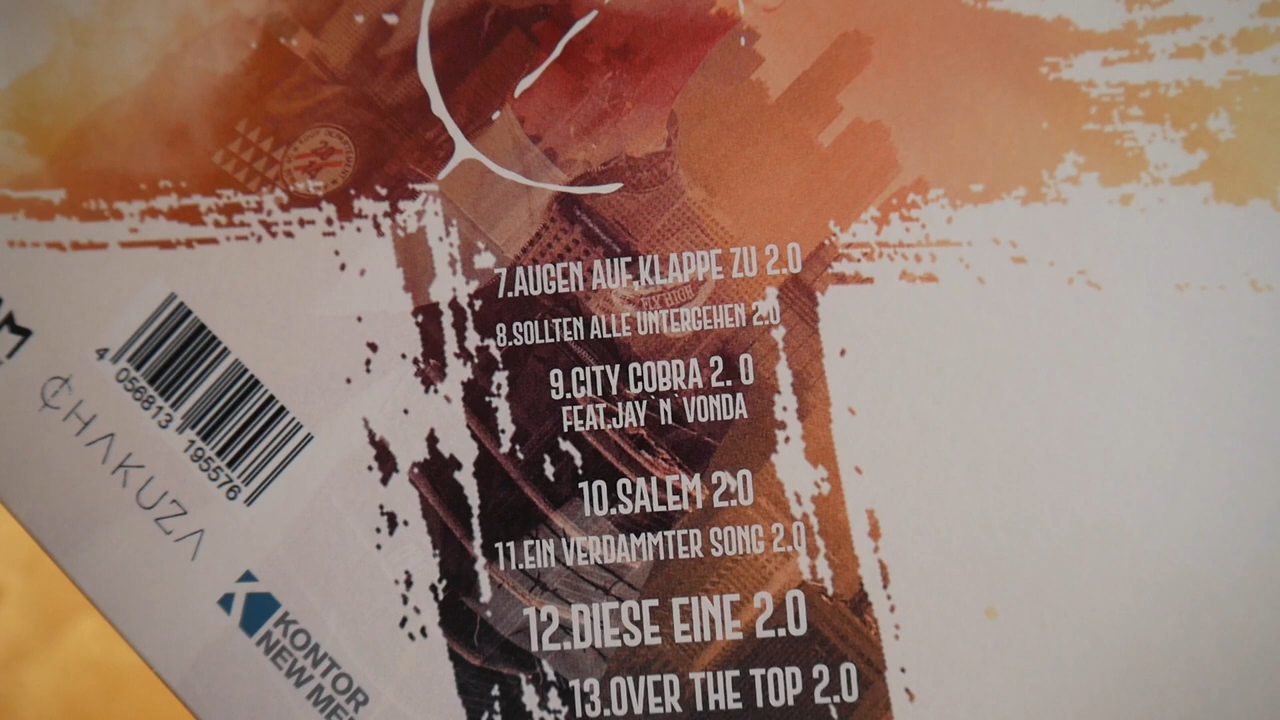 7.AUGEN AUF,KLAPPE ZU 2.0
FLY HIGH
8.SOLLTEN ALLE UNTERGEHEN 2.0
9.CITY COBRA 2. 0
FEAT.JAY`N`VONDA
10.SALEM 2.0
11.EIN VERDAMMTER SONG 2.0
12.DIESE EINE 2.0
13.OVER THE TOP 2.0
4 056813 195576
CHAKUZA
KONTOR
NEW